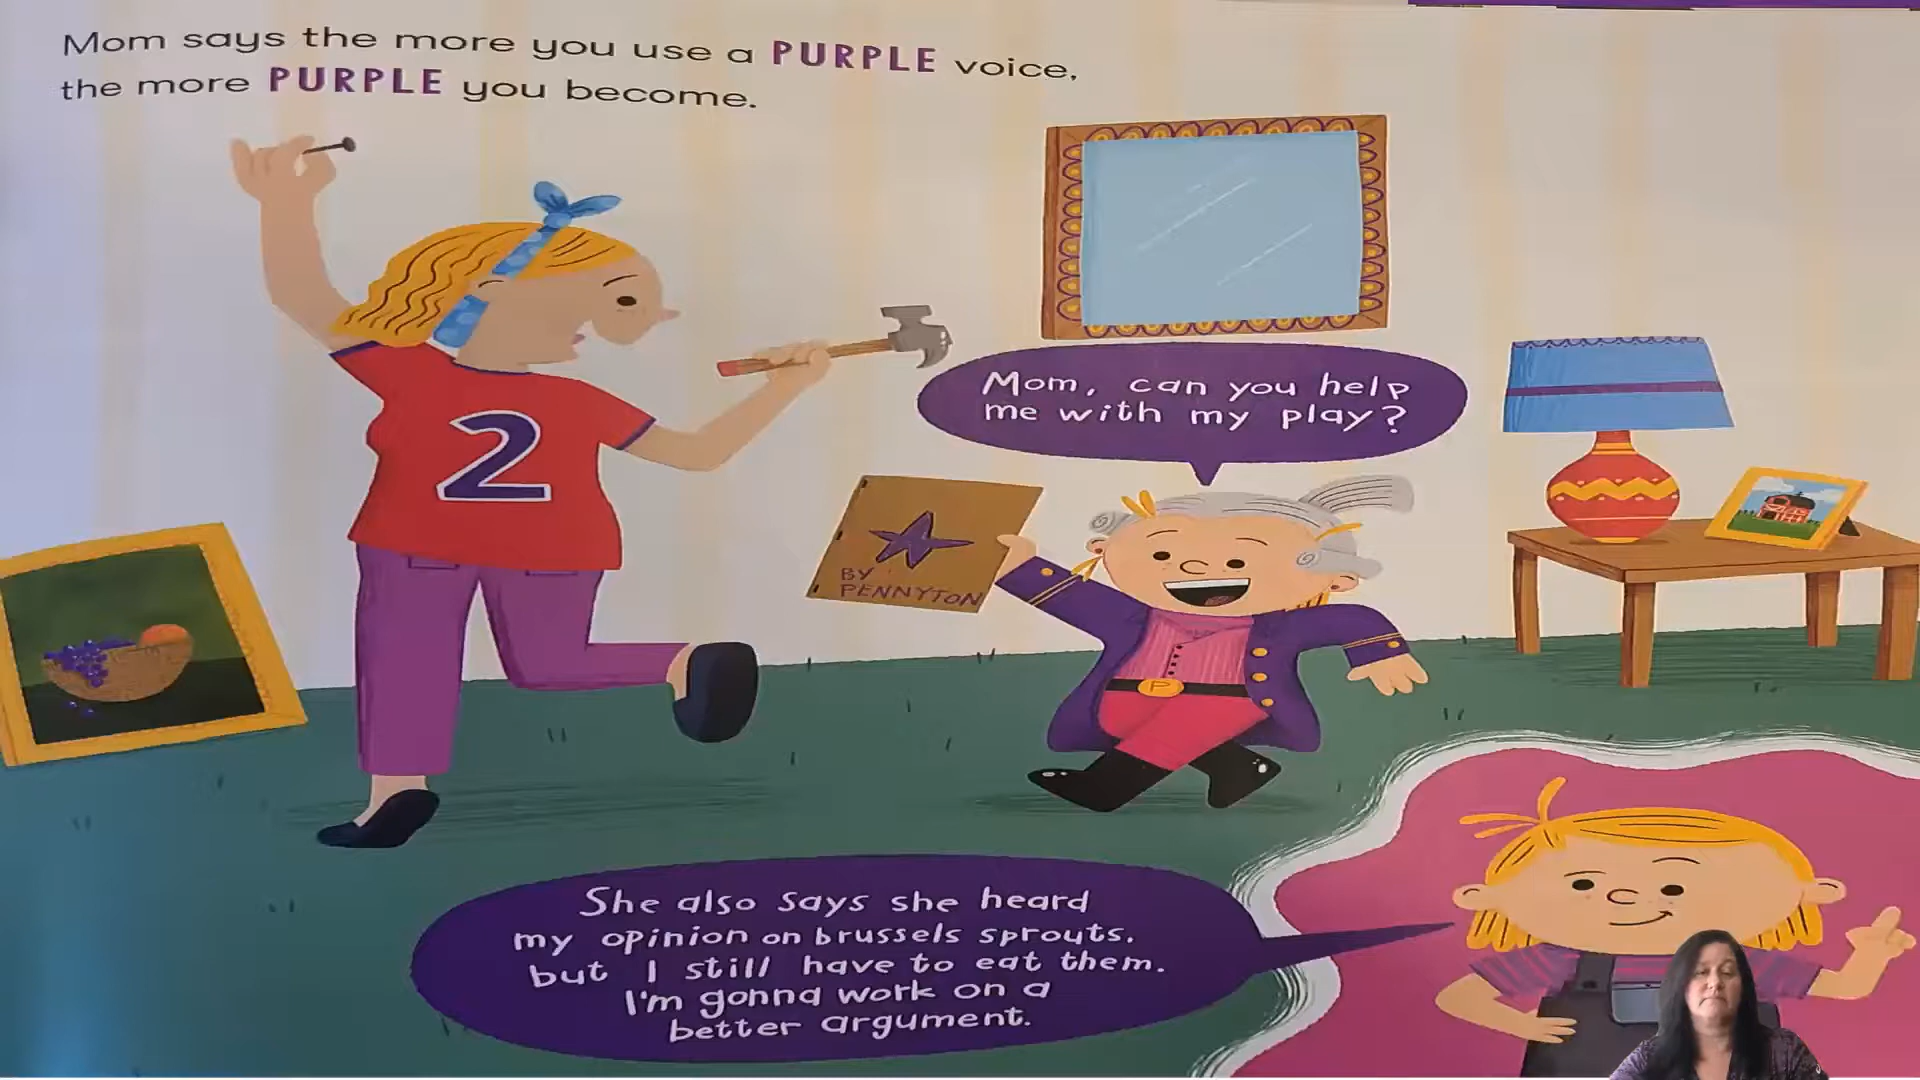 Mom says the more you use a PURPLE voice,
the more PURPLE you become.
2
Mom, can you help
me with my play?
BY
PENNYTON
P
She also says she heard
my opinion on brussels sprouts.
but I still have to eat them.
I'm gonna work on a
better argument.